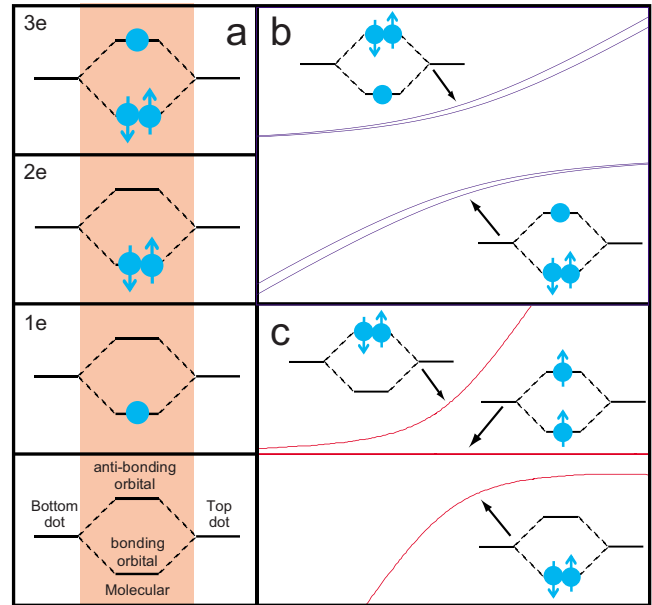 3e
a
b
2e
1e
c
anti-bonding
orbital
Bottom
dot
Top
dot
bonding
orbital
Molecular